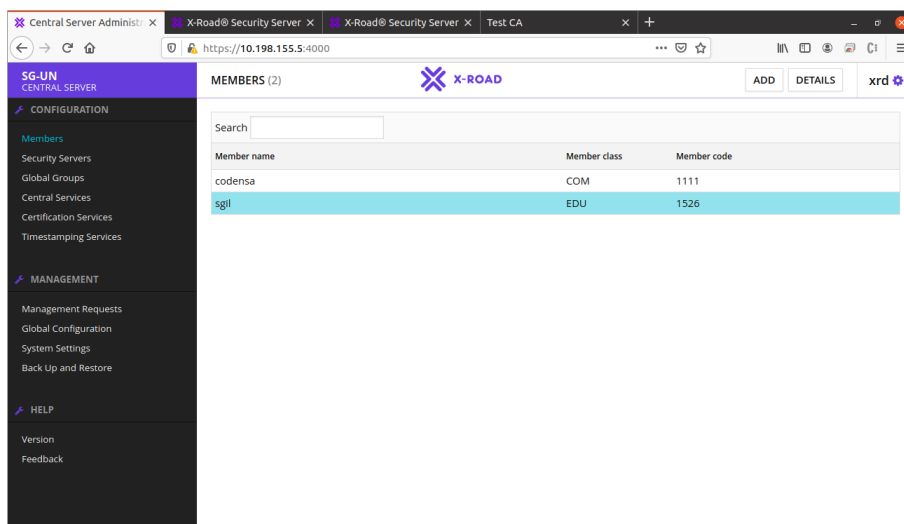 Central Server Administr
X-Road® Security Server
X-Road® Security Server
Test CA
https://10.198.155.5:4000
SG-UN
CENTRAL SERVER
MEMBERS (2)
X-ROAD
ADD
DETAILS
xrd
CONFIGURATION
Members
Security Servers
Global Groups
Central Services
Certification Services
Timestamping Services
MANAGEMENT
Management Requests
Global Configuration
System Settings
Back Up and Restore
HELP
Version
Feedback
Search
Member name Member class Member code
codensa COM 1111
sgil EDU 1526